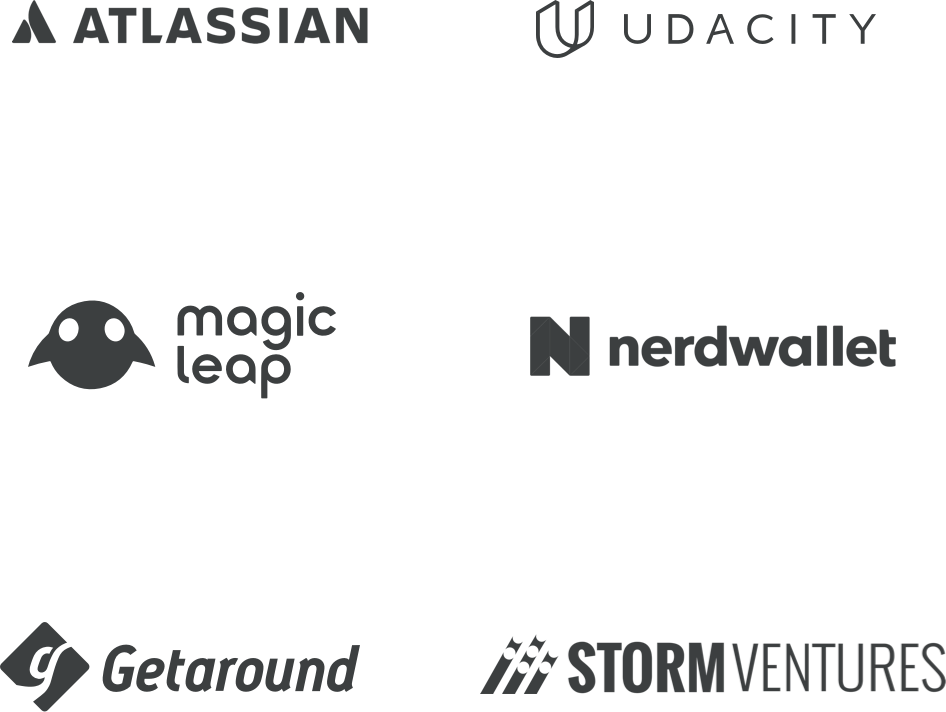 ATLASSIAN
UDACITY
magic
leap
nerdwallet
Getaround
STORMVENTURES